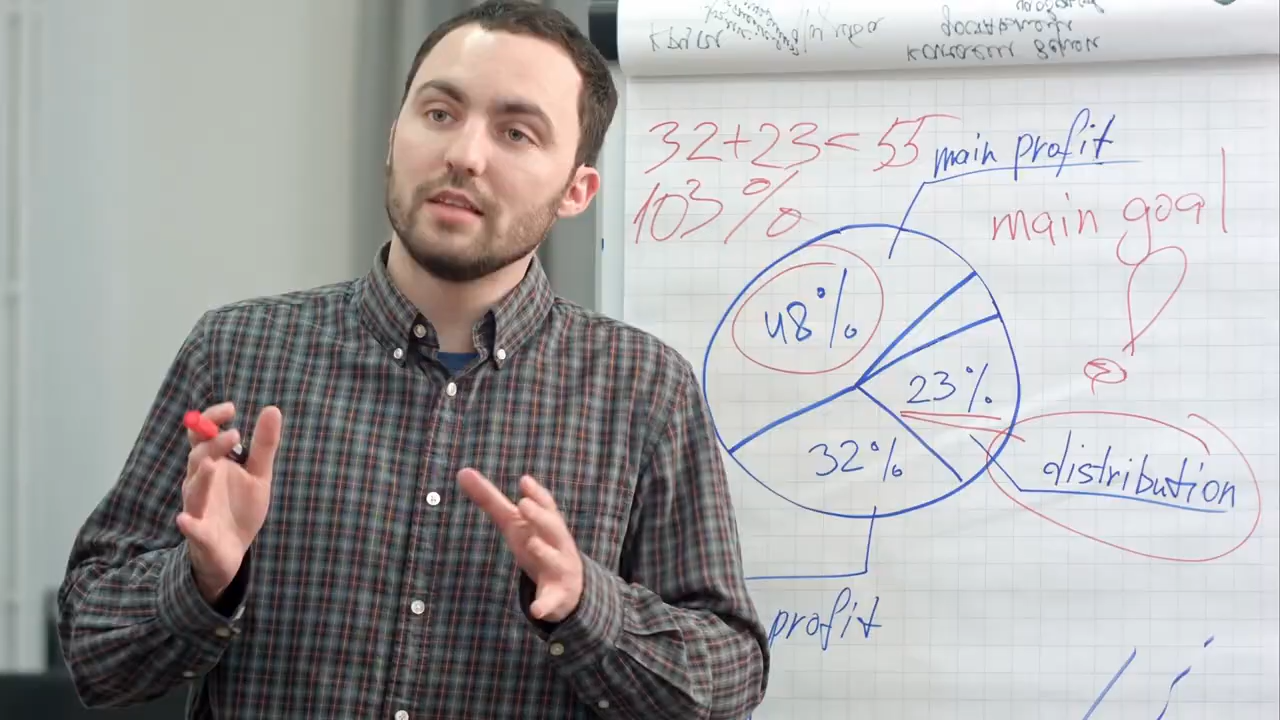 32+23= 55
103%
main profit
main goal
48%
23%
32%
distribution
profit